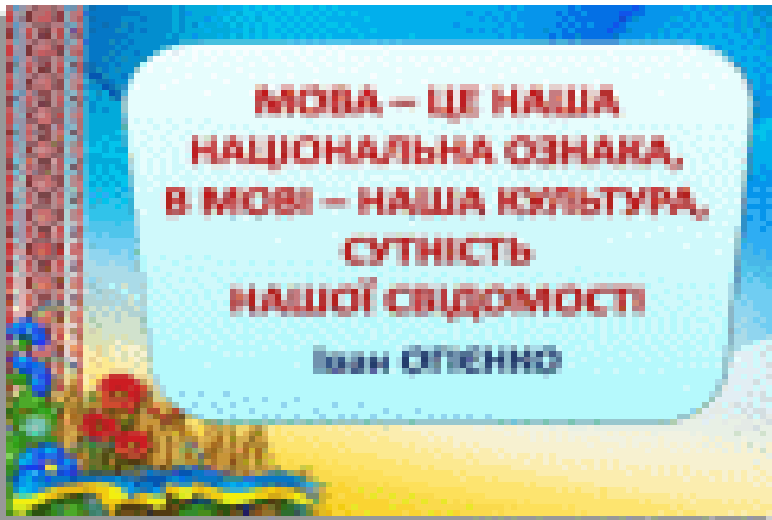 МОВА – ЦЕ НАША
НАЦІОНАЛЬНА ОЗНАКА,
В МОВІ – НАША КУЛЬТУРА,
СУТНІСТЬ
НАШОЇ СВІДОМОСТІ
Іван ОГІЄНКО